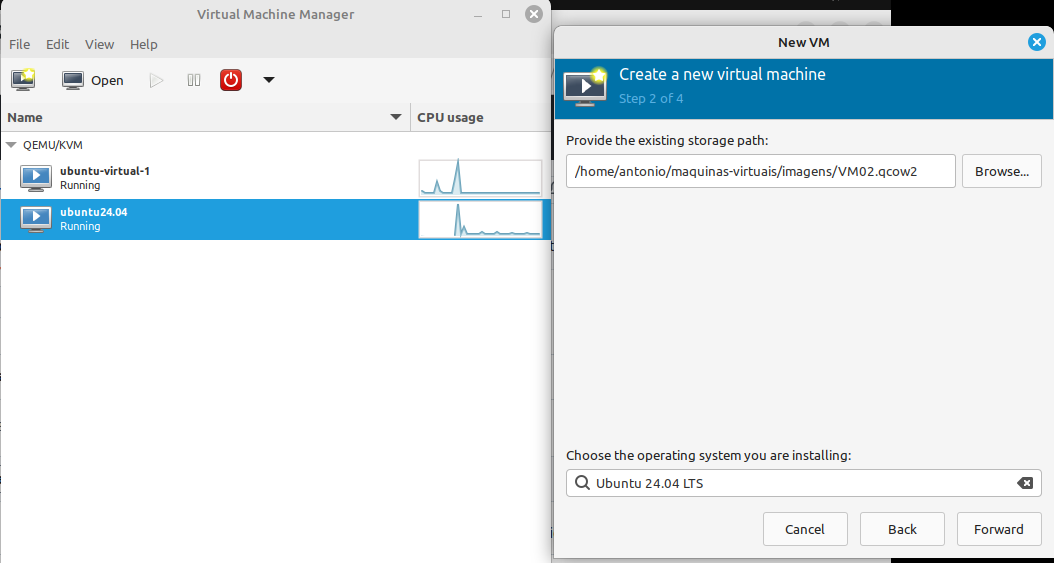 Virtual Machine Manager
File Edit View Help
Open
Name CPU usage
QEMU/KVM
ubuntu-virtual-1
Running
ubuntu24.04
Running
New VM
Create a new virtual machine
Step 2 of 4
Provide the existing storage path:
/home/antonio/maquinas-virtuais/imagens/VM02.qcow2 Browse...
Choose the operating system you are installing:
Ubuntu 24.04 LTS
Cancel Back Forward